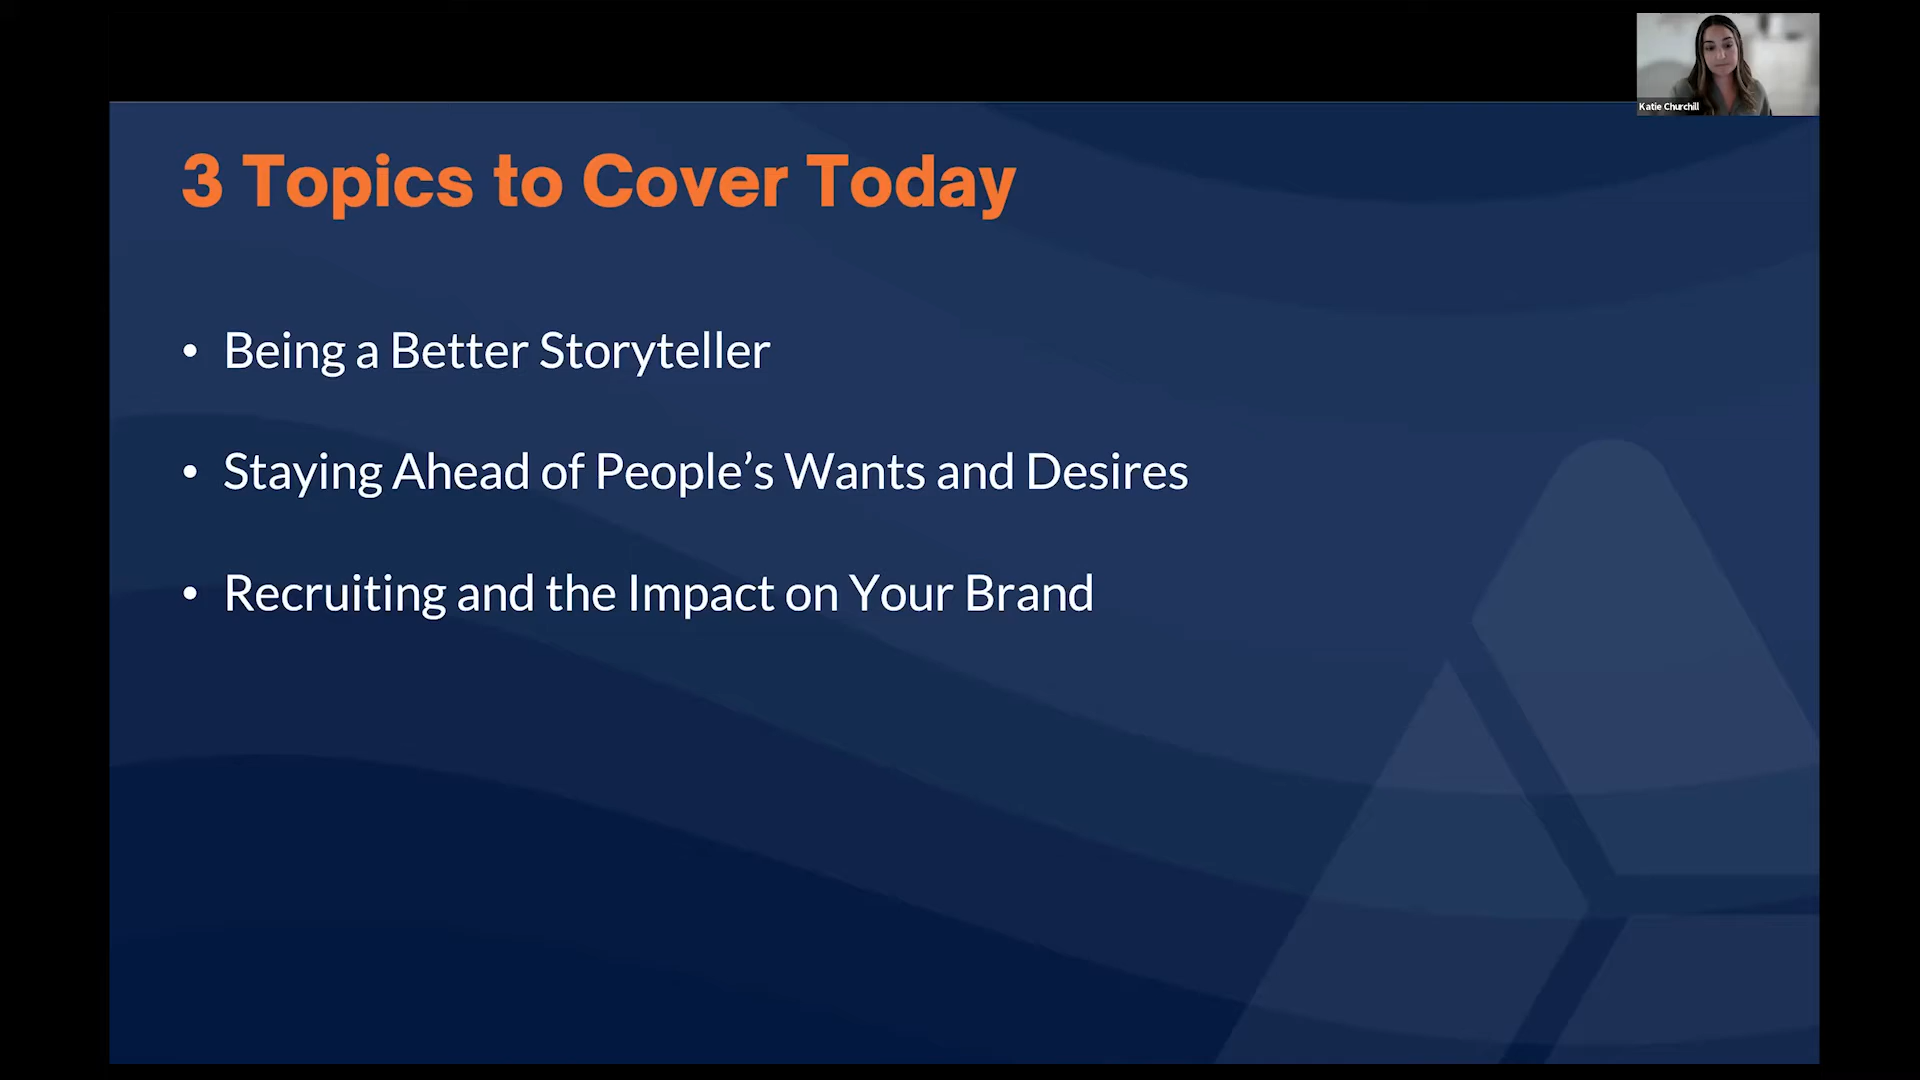 Katie Churchill
3 Topics to Cover Today
• Being a Better Storyteller
• Staying Ahead of People’s Wants and Desires
• Recruiting and the Impact on Your Brand